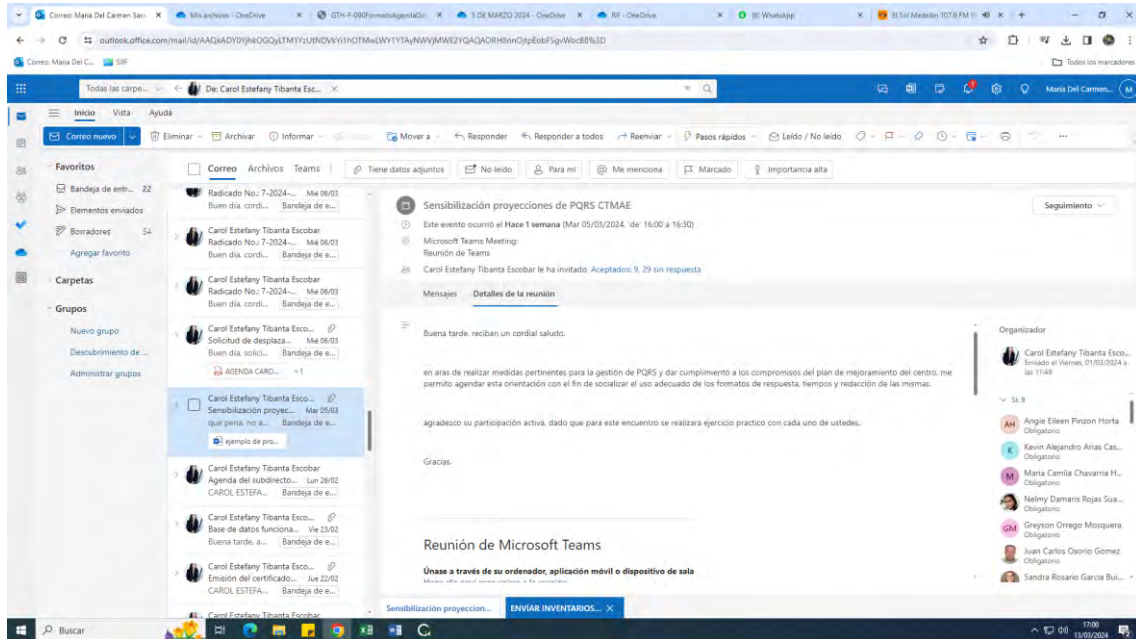 Correo: Maria Del Carmen Sara
Mis archivos - OneDrive
GTH-F-090FormatoAgendaDe
5 DE MARZO 2024 - OneDrive
RP - OneDrive
(6) WhatsApp
El Sol Medellín 107.9 FM E
outlook.office.com/mail/id/
Correo: Maria Del C...
SIIF
Todos los marcadores
Todas las carpe...
De: Carol Estefany Tibanta Esc...
Maria Del Carmen...
Inicio Vista Ayuda
Correo nuevo
Eliminar
Archivar
Informar
Mover a
Responder
Responder a todos
Reenviar
Pasos rápidos
Leído / No leído
Favoritos
Bandeja de entr... 22
Elementos enviados
Borradores 54
Agregar favorito
Carpetas
Grupos
Nuevo grupo
Descubrimiento de ...
Administrar grupos
Correo Archivos Teams
Tiene datos adjuntos
No leído
Para mí
Me menciona
Marcado
Importancia alta
Radicado No.: 7-2024-... Mié 06/03
Buen día, cordi... Bandeja de e...
Carol Estefany Tibanta Escobar
Radicado No.: 7-2024-... Mié 06/03
Buen día, cordi... Bandeja de e...
Carol Estefany Tibanta Escobar
Radicado No.: 7-2024-... Mié 06/03
Buen día, cordi... Bandeja de e...
Carol Estefany Tibanta Esco...
Solicitud de desplaza... Mié 06/03
Buen día, solici... Bandeja de e...
AGENDA CARO... +1
Carol Estefany Tibanta Esco...
Sensibilización proyec... Mar 05/03
que pena, no a... Bandeja de e...
ejemplo de pro...
Carol Estefany Tibanta Escobar
Agenda del subdirecto... Lun 26/02
CAROL ESTEFA... Bandeja de e...
Carol Estefany Tibanta Esco...
Base de datos funciona... Vie 23/02
Buena tarde, a... Bandeja de e...
Carol Estefany Tibanta Esco...
Emisión del certificado... Jue 22/02
CAROL ESTEFA... Bandeja de e...
Carol Estefany Tibanta Escobar
Sensibilización proyecciones de PQRS CTMAE
Seguimiento
Este evento ocurrió el Hace 1 semana (Mar 05/03/2024, 'de' 16:00 a 16:30)
Microsoft Teams Meeting;
Reunión de Teams
Carol Estefany Tibanta Escobar le ha invitado. Aceptados: 9, 29 sin respuesta
Mensajes Detalles de la reunión
Buena tarde, reciban un cordial saludo.
en aras de realizar medidas pertinentes para la gestión de PQRS y dar cumplimiento a los compromisos del plan de mejoramiento del centro, me
permito agendar esta orientación con el fin de socializar el uso adecuado de los formatos de respuesta, tiempos y redacción de las mismas.
agradezco su participación activa, dado que para este encuentro se realizara ejercicio practico con cada uno de ustedes.
Gracias.
Reunión de Microsoft Teams
Únase a través de su ordenador, aplicación móvil o dispositivo de sala
Organizador
Carol Estefany Tibanta Esco...
Enviado el Viernes, 01/03/2024 a
las 11:49
Sí: 9
AH Angie Eileen Pinzon Horta
Obligatorio
K Kevin Alejandro Arias Cas...
Obligatorio
M Maria Camila Chavarria H...
Obligatorio
Nelmy Damaris Rojas Sua...
Obligatorio
GM Greyson Orrego Mosquera
Obligatorio
Juan Carlos Osorio Gomez
Obligatorio
Sandra Rosario Garcia Bui...
Sensibilización proyeccion...
ENVIAR INVENTARIOS...
Buscar
17:00
13/03/2024